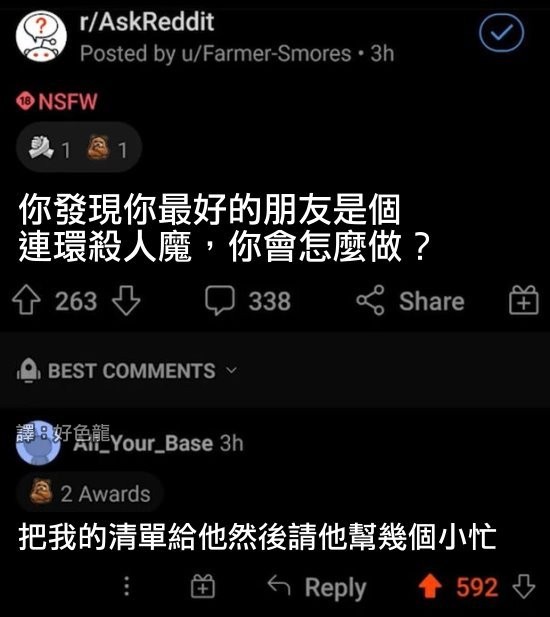 r/AskReddit
Posted by u/Farmer-Smores • 3h
18 NSFW
1 1
你發現你最好的朋友是個
連環殺人魔，你會怎麼做？
263 338 Share
BEST COMMENTS
譯：好色龍
All_Your_Base 3h
2 Awards
把我的清單給他然後請他幫幾個小忙
Reply 592